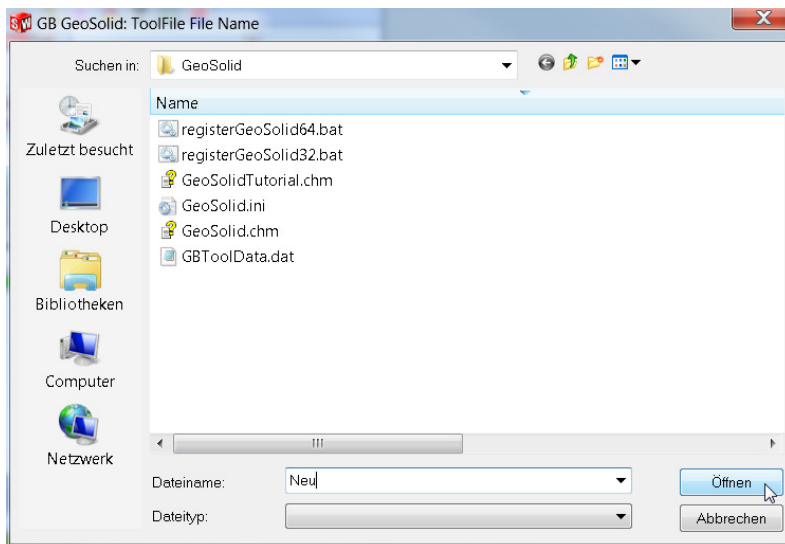 GB GeoSolid: ToolFile File Name
Suchen in: GeoSolid
Name
registerGeoSolid64.bat
registerGeoSolid32.bat
GeoSolidTutorial.chm
GeoSolid.ini
GeoSolid.chm
GBToolData.dat
Zuletzt besucht
Desktop
Bibliotheken
Computer
Netzwerk
Dateiname: Neu Öffnen
Dateityp: Abbrechen